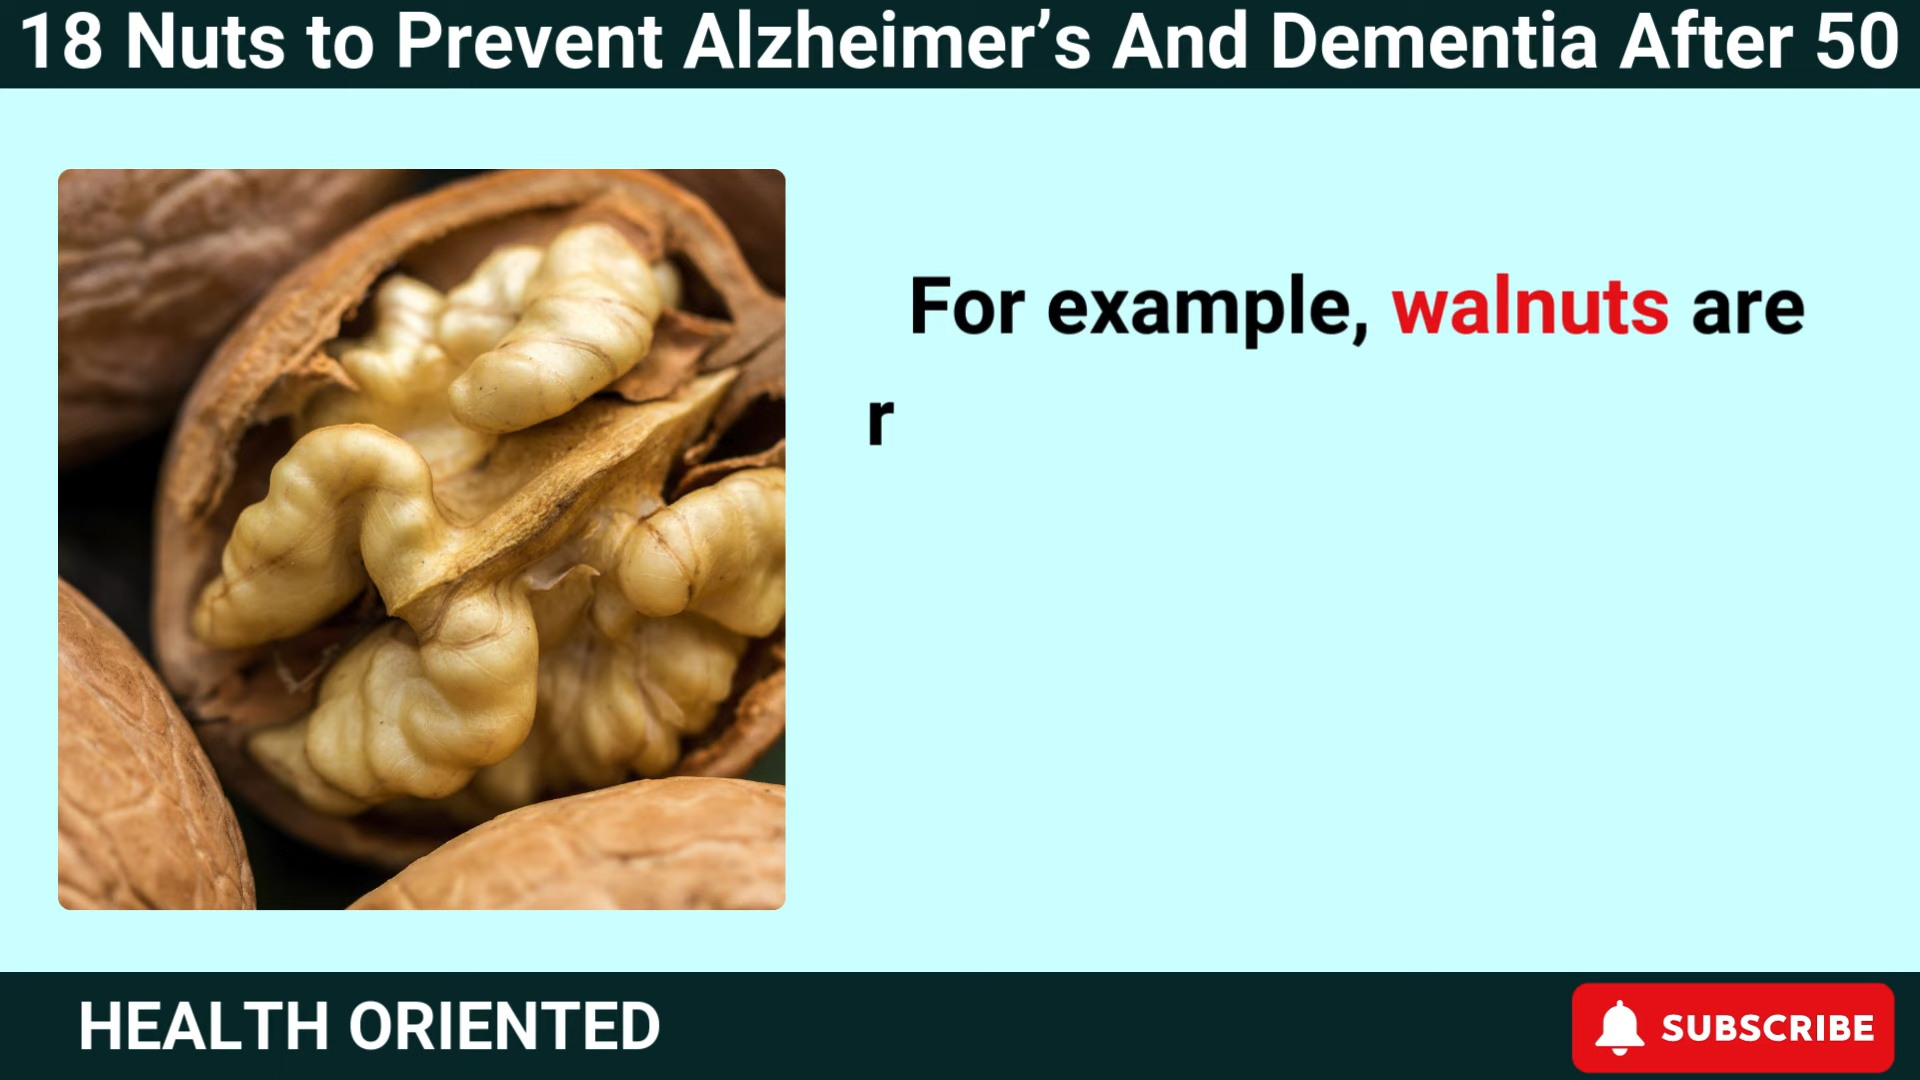 18 Nuts to Prevent Alzheimer’s And Dementia After 50
For example, walnuts are
r
HEALTH ORIENTED
SUBSCRIBE